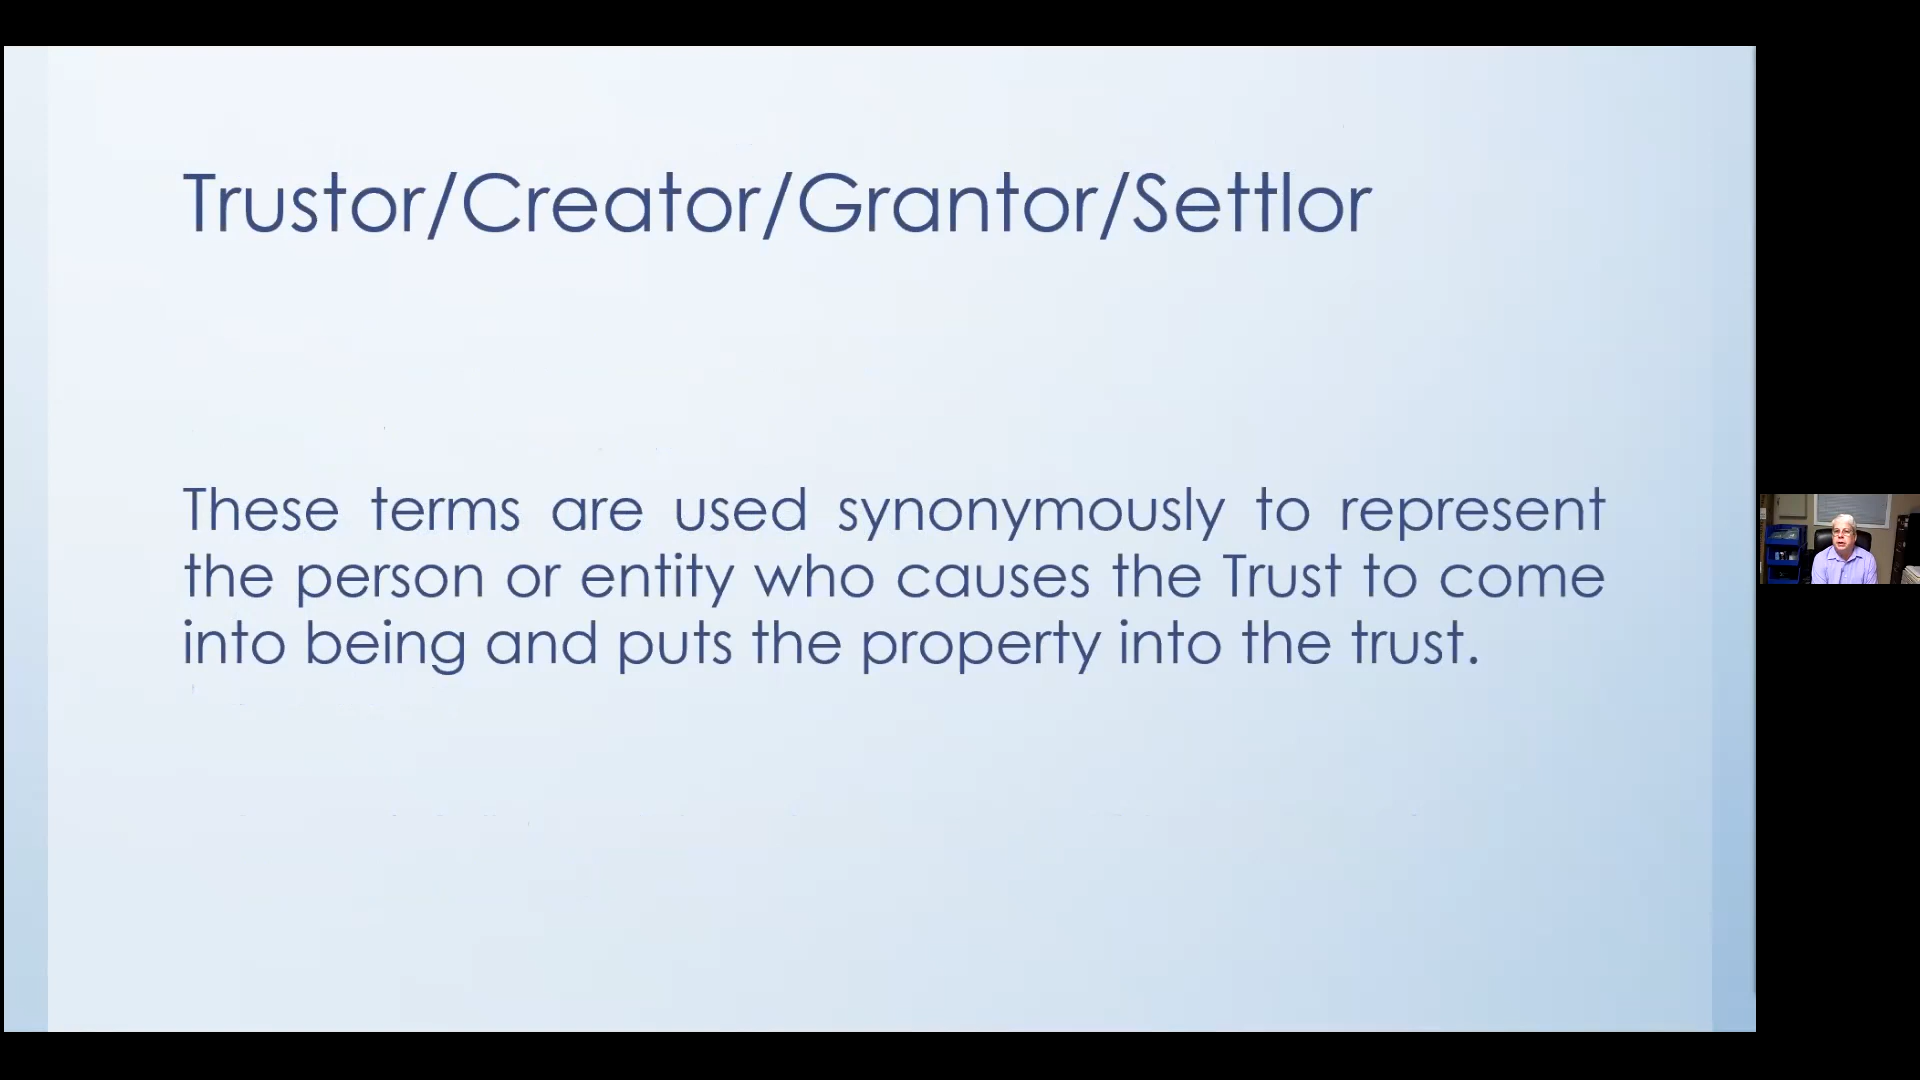 Trustor/Creator/Grantor/Settlor
These terms are used synonymously to represent
the person or entity who causes the Trust to come
into being and puts the property into the trust.